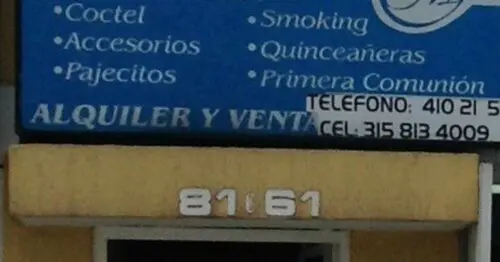 •Coctel
•Accesorios
•Pajecitos
•Smoking
•Quinceañeras
•Primera Comunión
ALQUILER Y VENTA
TELEFONO: 410 21 5
CEL: 315 813 4009
81 61